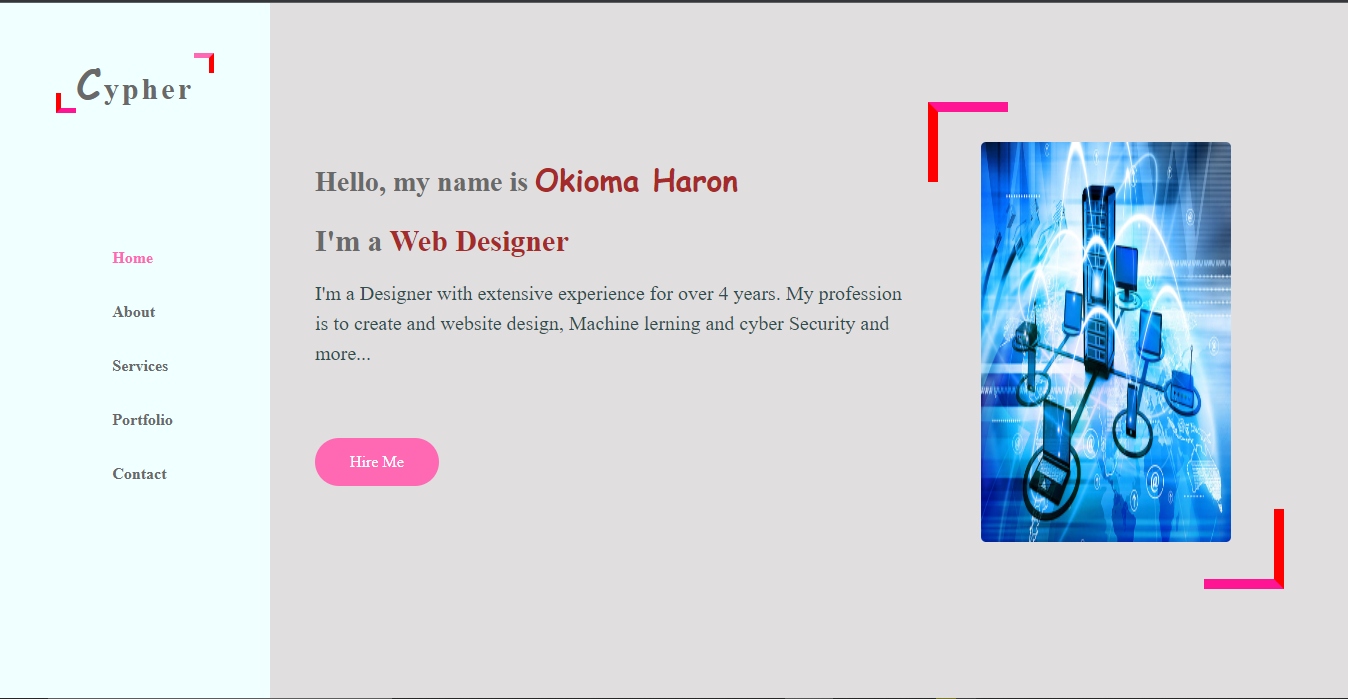 Cypher
Home
About
Services
Portfolio
Contact
Hello, my name is Okioma Haron
I'm a Web Designer
I'm a Designer with extensive experience for over 4 years. My profession
is to create and website design, Machine lerning and cyber Security and
more...
Hire Me